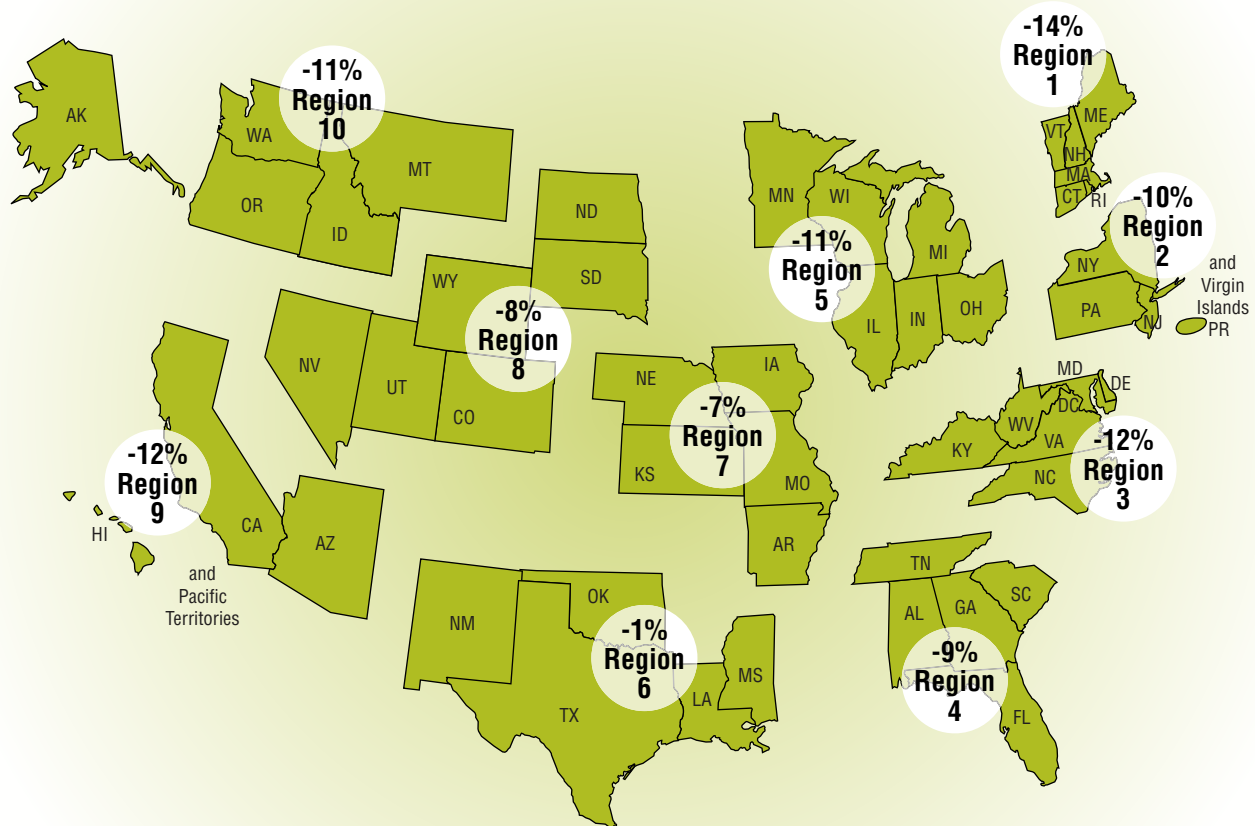 -14%
Region
1
ME
VT
NH
MA
CT
RI
-11%
Region
10
AK
WA
MT
OR
ID
-10%
Region
2
NY
PA
NJ
and
Virgin
Islands
PR
-11%
Region
5
MN
WI
MI
IL
IN
OH
ND
SD
WY
-8%
Region
8
UT
CO
NV
-12%
Region
9
CA
AZ
HI
and
Pacific
Territories
NE
IA
-7%
Region
7
KS
MO
AR
MD
DE
DC
WV
VA
KY
NC
-12%
Region
3
NM
OK
TX
-1%
Region
6
LA
MS
TN
AL
GA
SC
-9%
Region
4
FL